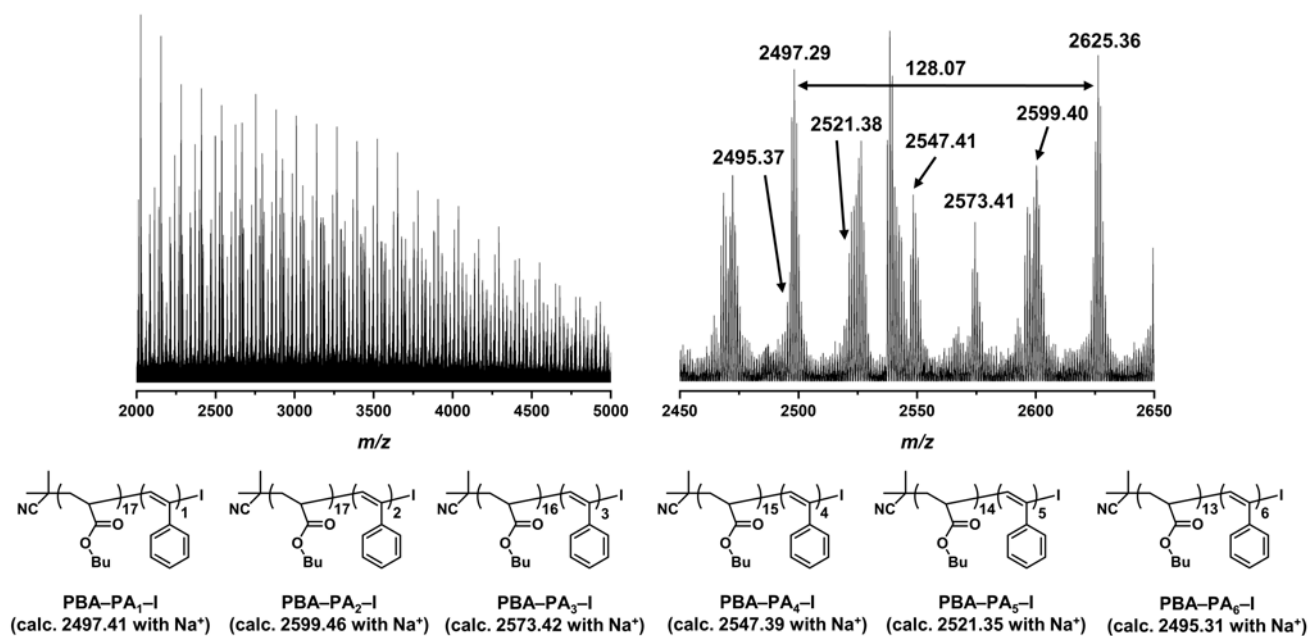 2497.29
2625.36
128.07
2599.40
2521.38
2547.41
2495.37
2573.41
2000 2500 3000 3500 4000 4500 5000
2450 2500 2550 2600 2650
m/z
m/z
NC 17 1 I O O Bu
NC 17 2 I O O Bu
NC 16 3 I O O Bu
NC 15 4 I O O Bu
NC 14 5 I O O Bu
NC 13 6 I O O Bu
PBA–PA₁–I
(calc. 2497.41 with Na⁺)
PBA–PA₂–I
(calc. 2599.46 with Na⁺)
PBA–PA₃–I
(calc. 2573.42 with Na⁺)
PBA–PA₄–I
(calc. 2547.39 with Na⁺)
PBA–PA₅–I
(calc. 2521.35 with Na⁺)
PBA–PA₆–I
(calc. 2495.31 with Na⁺)